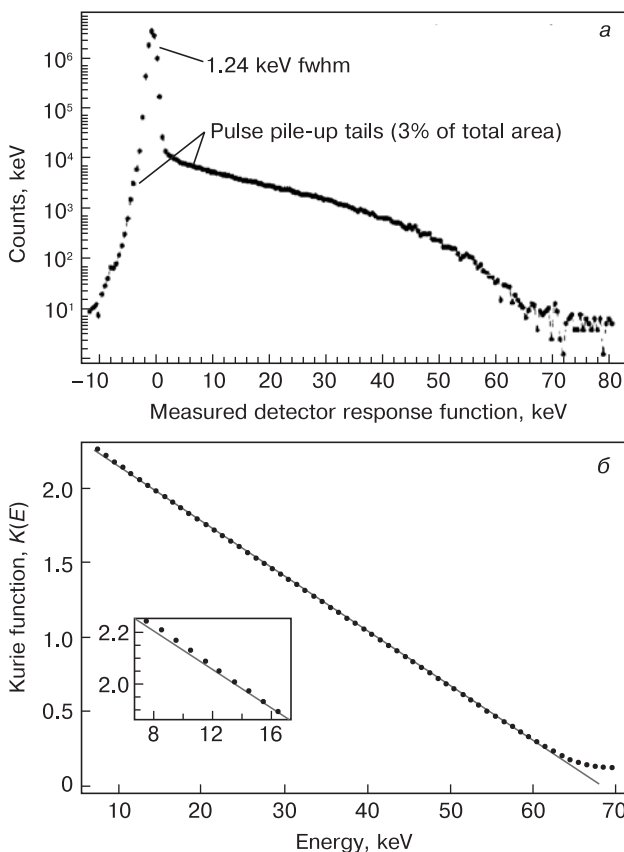 a
10⁶
1.24 keV fwhm
10⁵
Pulse pile-up tails (3% of total area)
10⁴
Counts, keV
10³
10²
10¹
−10 0 10 20 30 40 50 60 70 80
Measured detector response function, keV
б
2.0
1.5
Kurie function, K(E)
2.2
1.0
2.0
0.5
8 12 16
0
10 20 30 40 50 60 70
Energy, keV